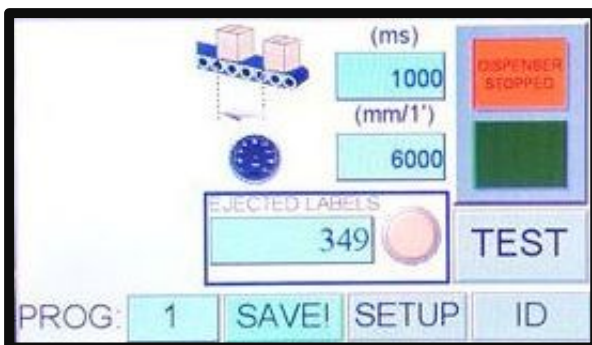 (ms)
1000
DISPENSER
STOPPED
(mm/1')
6000
EJECTED LABELS
349
TEST
PROG: 1 SAVE! SETUP ID